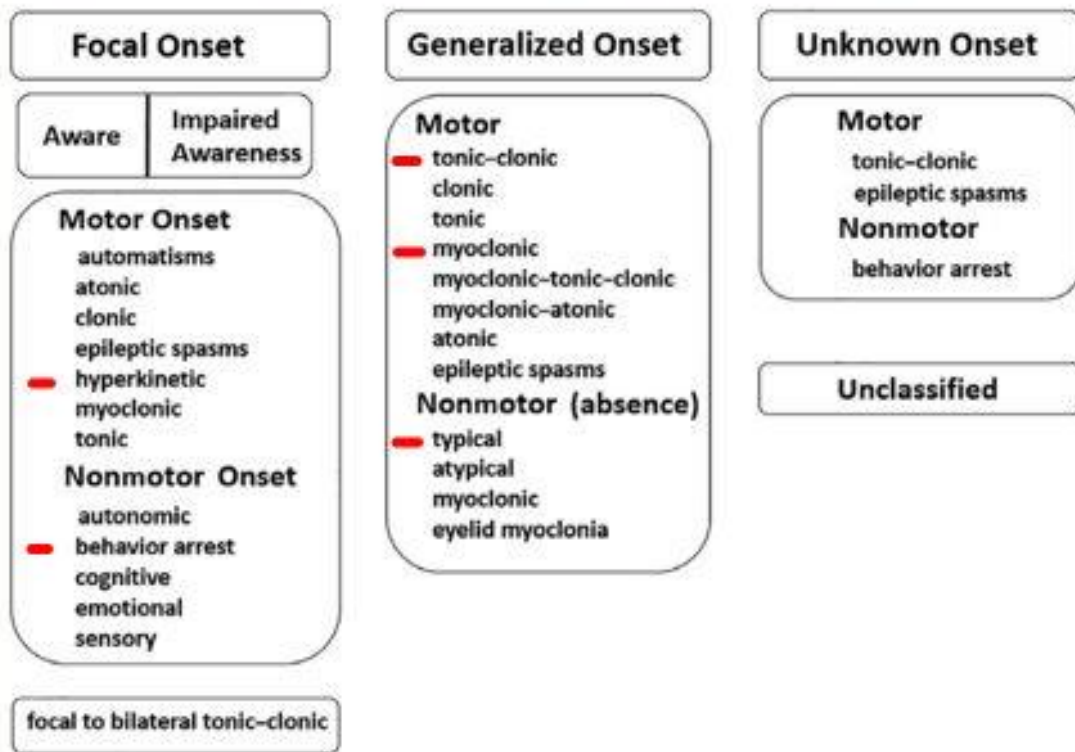 Focal Onset
Aware
Impaired
Awareness
Motor Onset
automatisms
atonic
clonic
epileptic spasms
hyperkinetic
myoclonic
tonic
Nonmotor Onset
autonomic
behavior arrest
cognitive
emotional
sensory
focal to bilateral tonic–clonic
Generalized Onset
Motor
tonic–clonic
clonic
tonic
myoclonic
myoclonic–tonic–clonic
myoclonic–atonic
atonic
epileptic spasms
Nonmotor (absence)
typical
atypical
myoclonic
eyelid myoclonia
Unknown Onset
Motor
tonic–clonic
epileptic spasms
Nonmotor
behavior arrest
Unclassified